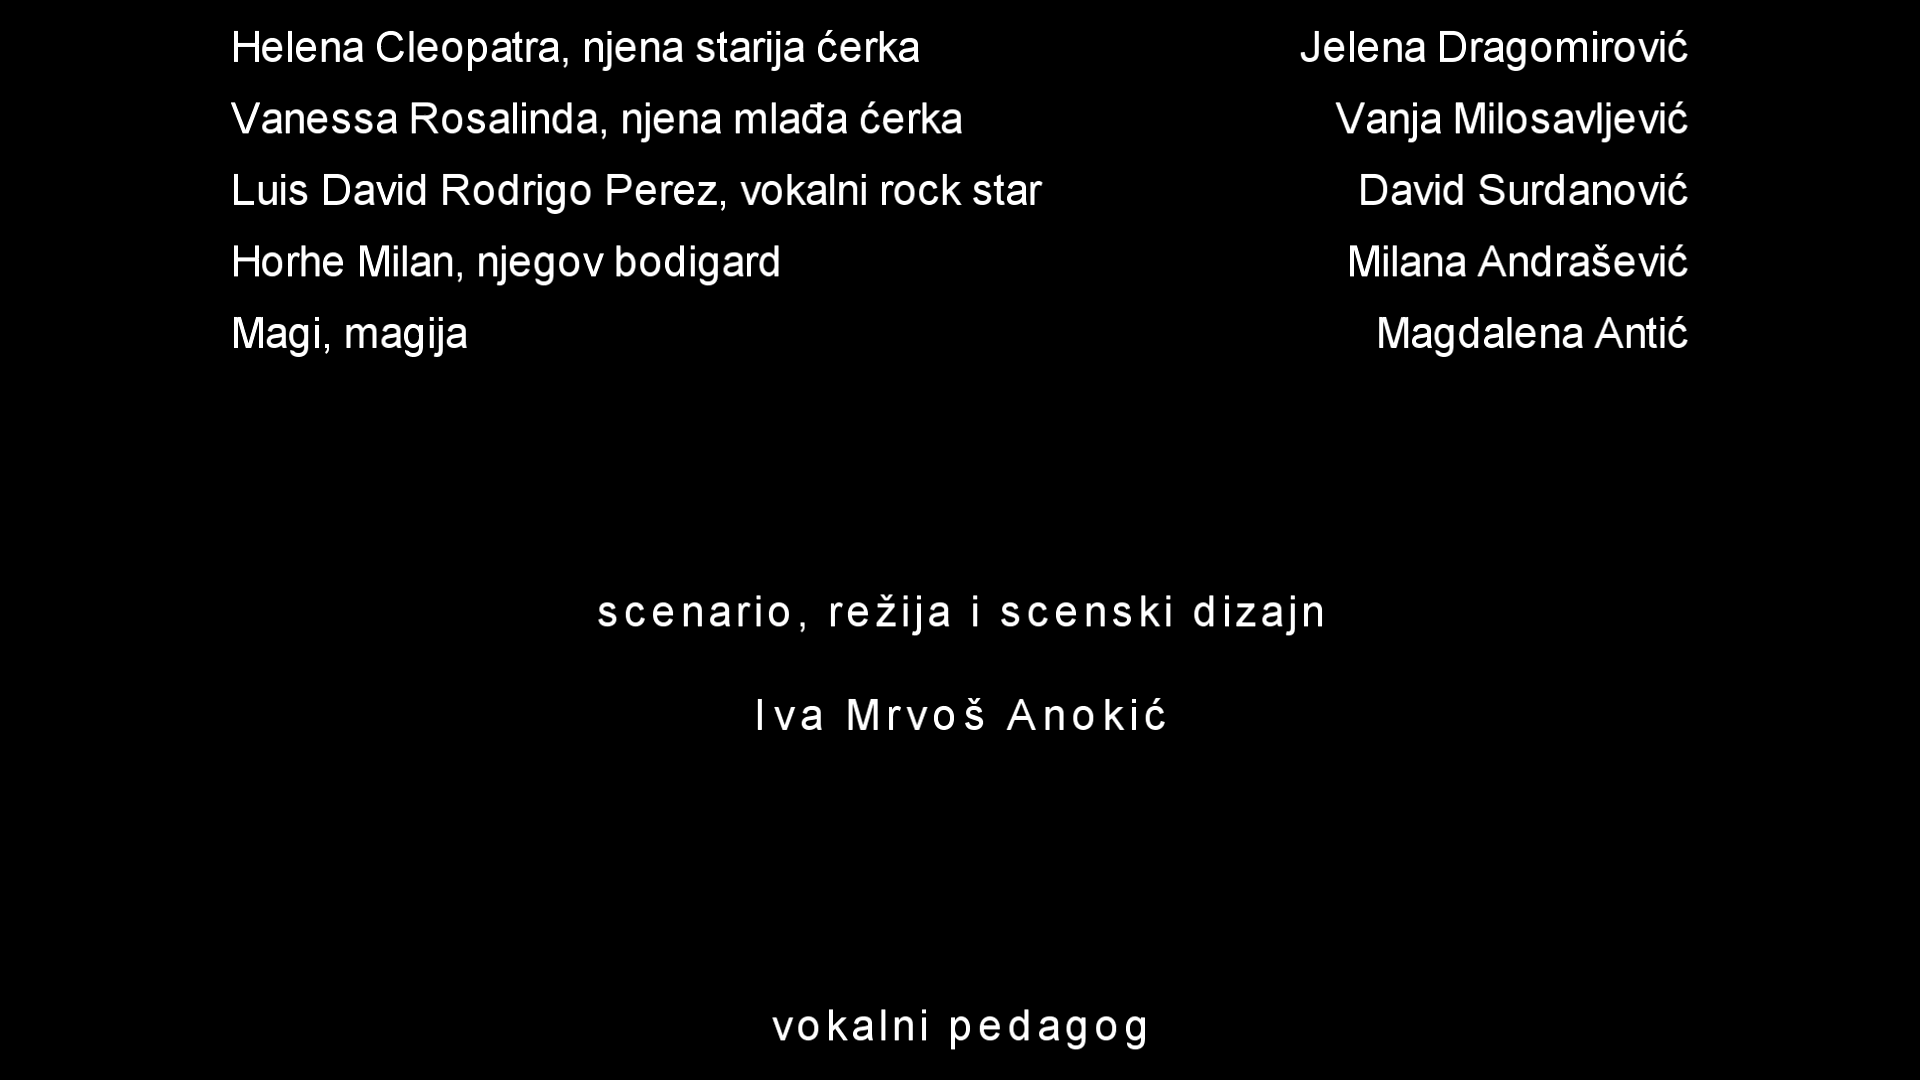 Helena Cleopatra, njena starija ćerka Jelena Dragomirović
Vanessa Rosalinda, njena mlađa ćerka Vanja Milosavljević
Luis David Rodrigo Perez, vokalni rock star David Surdanović
Horhe Milan, njegov bodigard Milana Andrašević
Magi, magija Magdalena Antić
scenario, režija i scenski dizajn
Iva Mrvoš Anokić
vokalni pedagog